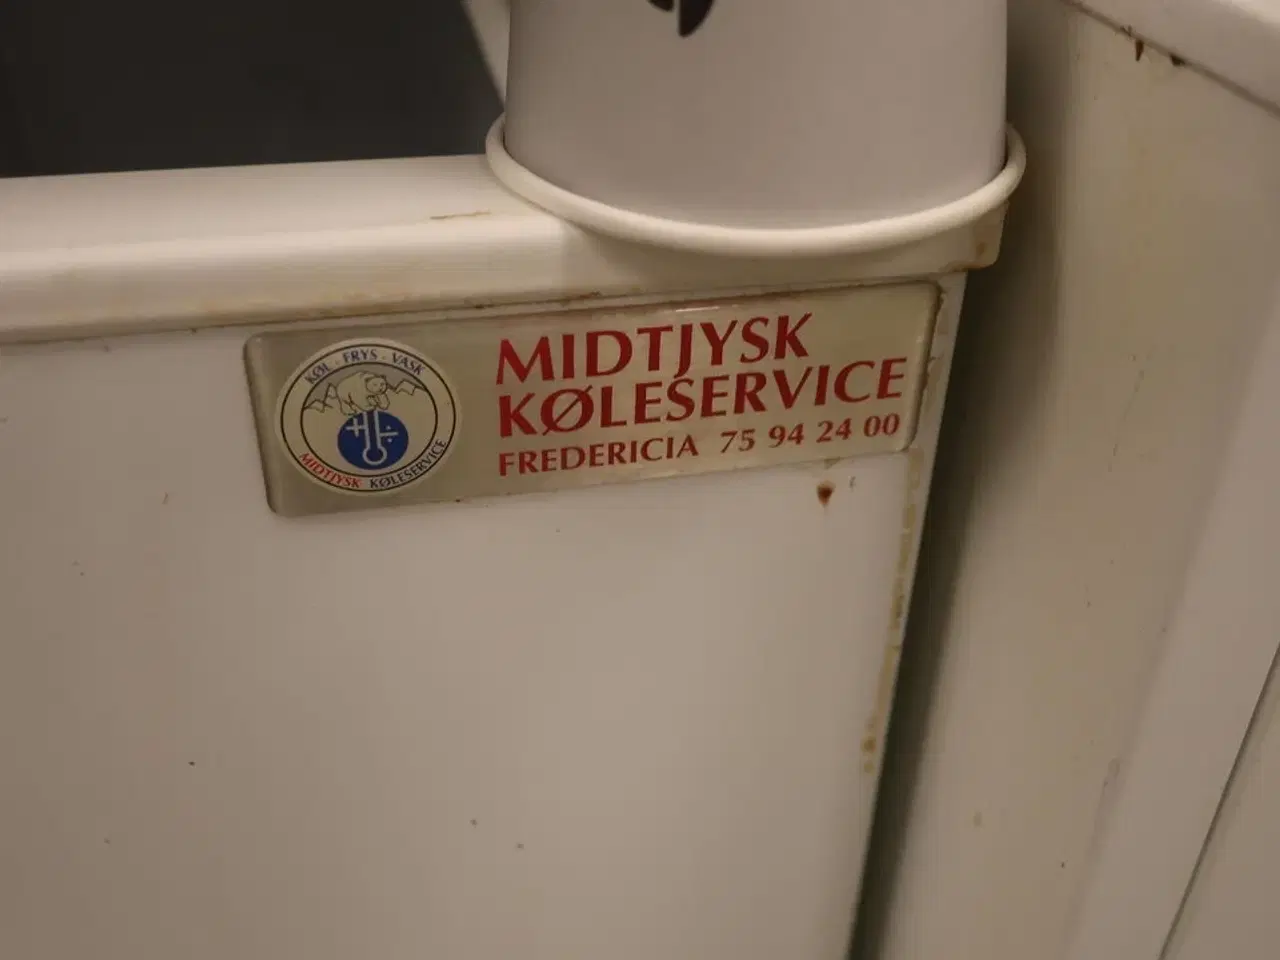 KØL - FRYS - VASK
MIDTJYSK KØLESERVICE
MIDTJYSK
KØLESERVICE
FREDERICIA 75 94 24 00